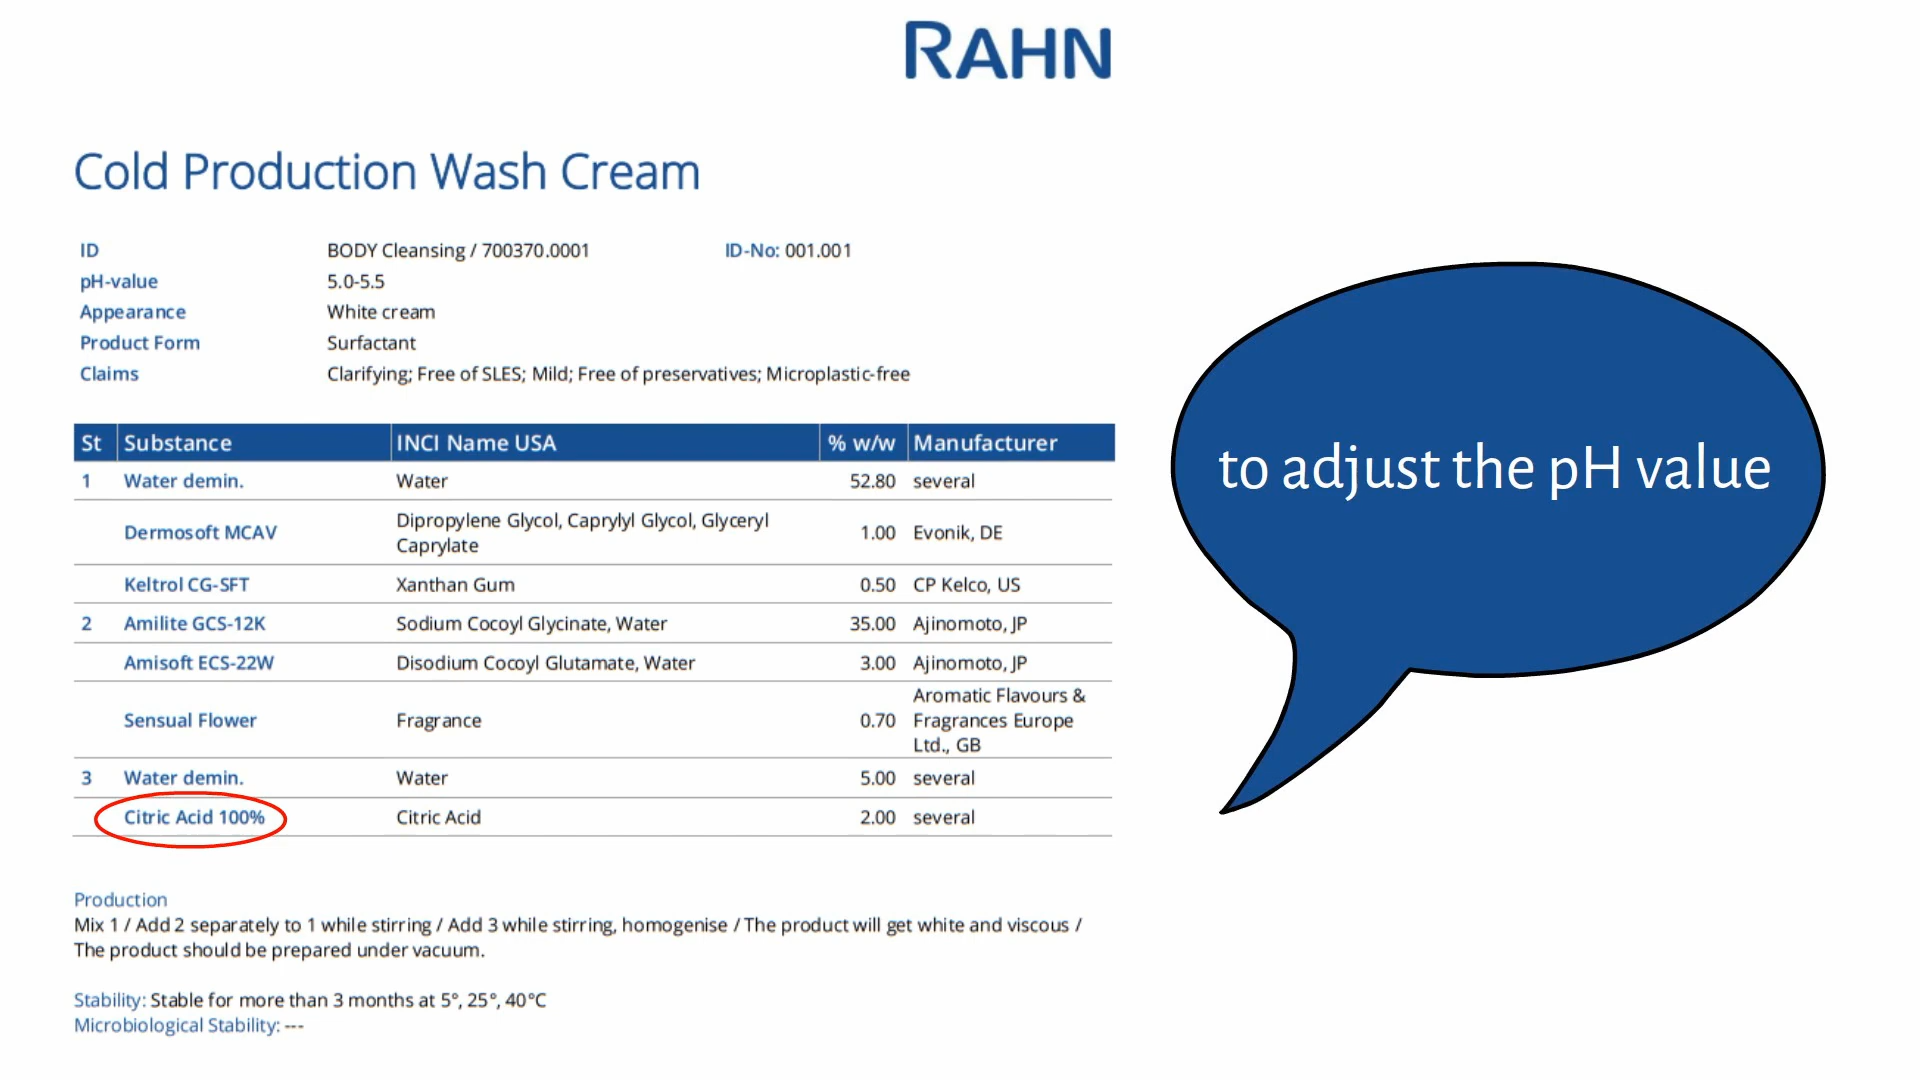 RAHN
Cold Production Wash Cream
ID BODY Cleansing / 700370.0001 ID-No: 001.001
pH-value 5.0-5.5
Appearance White cream
Product Form Surfactant
Claims Clarifying; Free of SLES; Mild; Free of preservatives; Microplastic-free
St Substance INCI Name USA % w/w Manufacturer
1 Water demin. Water 52.80 several
Dermosoft MCAV Dipropylene Glycol, Caprylyl Glycol, Glyceryl
Caprylate 1.00 Evonik, DE
Keltrol CG-SFT Xanthan Gum 0.50 CP Kelco, US
2 Amilite GCS-12K Sodium Cocoyl Glycinate, Water 35.00 Ajinomoto, JP
Amisoft ECS-22W Disodium Cocoyl Glutamate, Water 3.00 Ajinomoto, JP
Sensual Flower Fragrance 0.70 Aromatic Flavours &
Fragrances Europe
Ltd., GB
3 Water demin. Water 5.00 several
Citric Acid 100% Citric Acid 2.00 several
to adjust the pH value
Production
Mix 1 / Add 2 separately to 1 while stirring / Add 3 while stirring, homogenise / The product will get white and viscous /
The product should be prepared under vacuum.
Stability: Stable for more than 3 months at 5°, 25°, 40°C
Microbiological Stability: ---